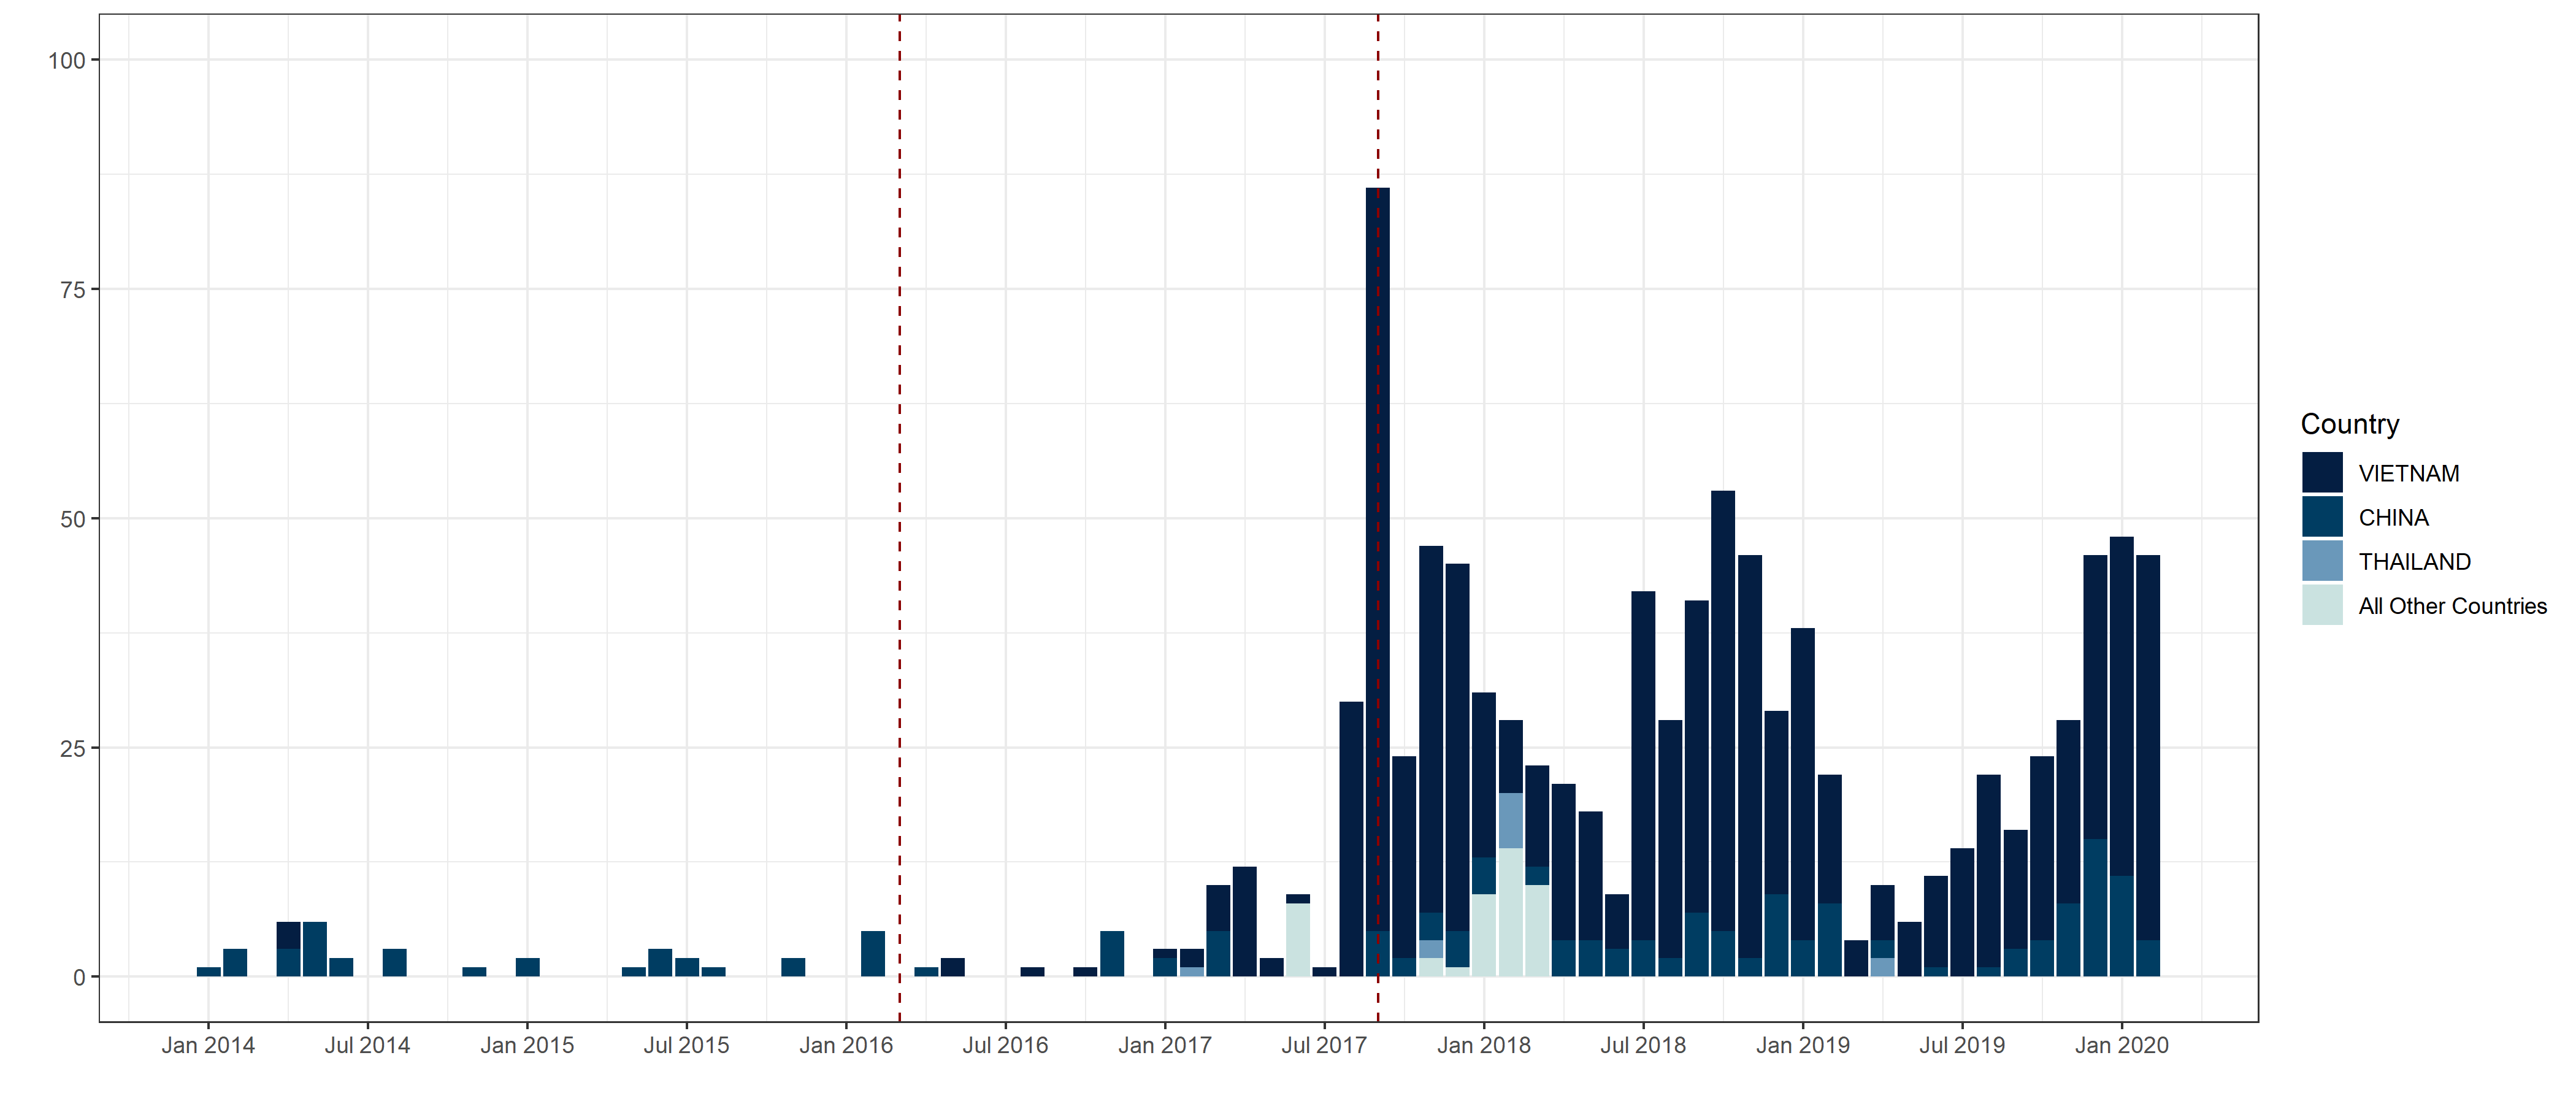 100
75
50
25
0
Jan 2014
Jul 2014
Jan 2015
Jul 2015
Jan 2016
Jul 2016
Jan 2017
Jul 2017
Jan 2018
Jul 2018
Jan 2019
Jul 2019
Jan 2020
Country
VIETNAM
CHINA
THAILAND
All Other Countries